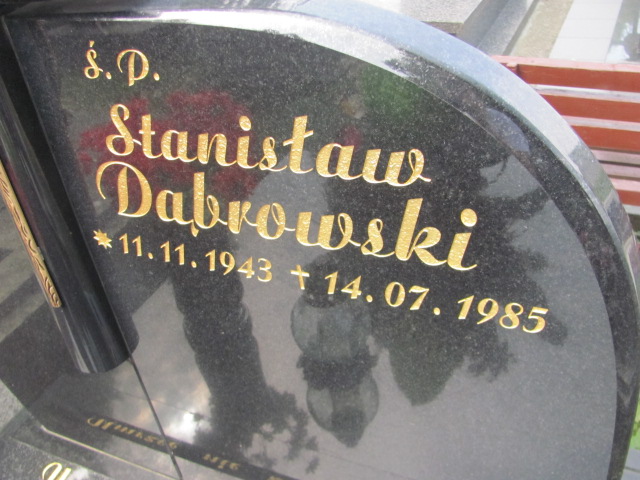 ś. p.
Stanisław
Dąbrowski
* 11.11.1943 † 14.07.1985